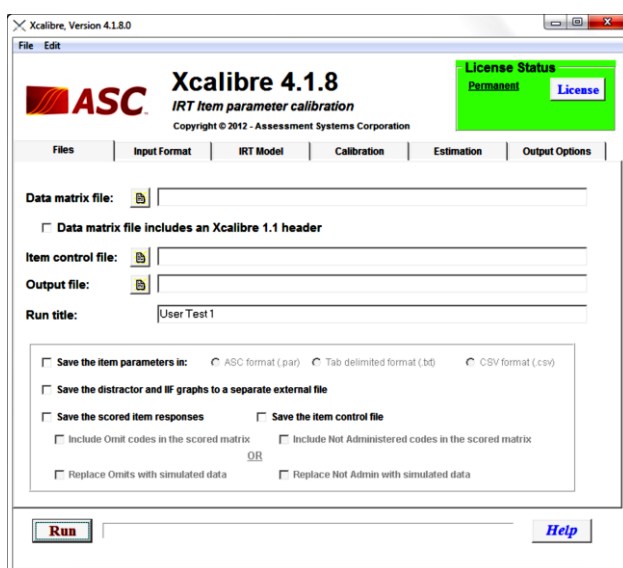 Xcalibre, Version 4.1.8.0
File Edit
ASC
Xcalibre 4.1.8
IRT Item parameter calibration
Copyright © 2012 - Assessment Systems Corporation
License Status
Permanent
License
Files Input Format IRT Model Calibration Estimation Output Options
Data matrix file:
Data matrix file includes an Xcalibre 1.1 header
Item control file:
Output file:
Run title: User Test 1
Save the item parameters in: ASC format (.par) Tab delimited format (.txt) CSV format (.csv)
Save the distractor and IIF graphs to a separate external file
Save the scored item responses Save the item control file
Include Omit codes in the scored matrix Include Not Administered codes in the scored matrix
OR
Replace Omits with simulated data Replace Not Admin with simulated data
Run Help